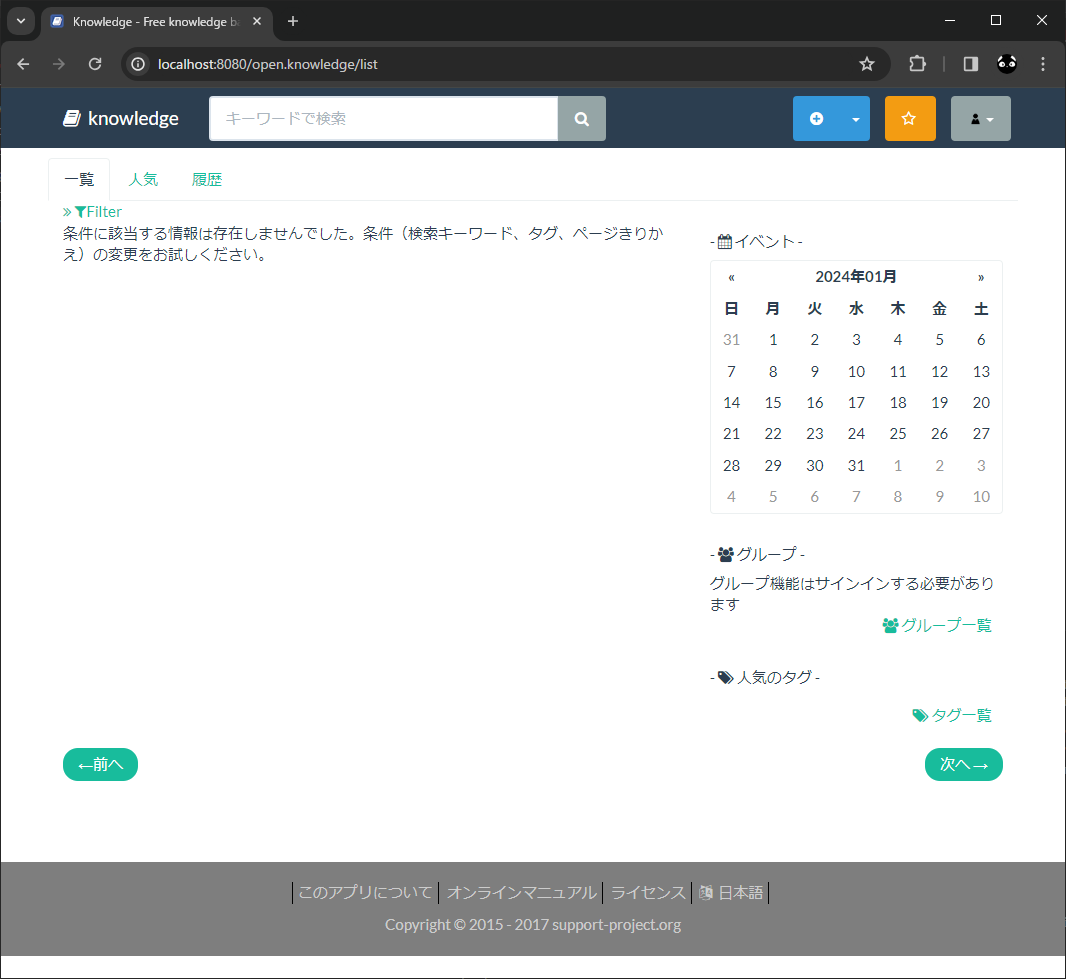 Knowledge - Free knowledge ba
localhost:8080/open.knowledge/list
knowledge
キーワードで検索
一覧 人気 履歴
» Filter
条件に該当する情報は存在しませんでした。条件（検索キーワード、タグ、ページきりか
え）の変更をお試しください。
- イベント -
« 2024年01月 »
日 月 火 水 木 金 土
31 1 2 3 4 5 6
7 8 9 10 11 12 13
14 15 16 17 18 19 20
21 22 23 24 25 26 27
28 29 30 31 1 2 3
4 5 6 7 8 9 10
- グループ -
グループ機能はサインインする必要があり
ます
グループ一覧
- 人気のタグ -
タグ一覧
←前へ 次へ→
このアプリについて オンラインマニュアル ライセンス 日本語
Copyright © 2015 - 2017 support-project.org